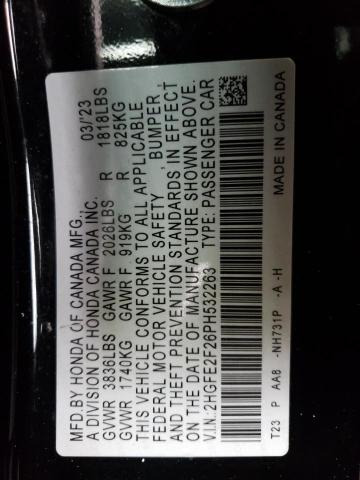 MFD.BY HONDA OF CANADA MFG., 03/'23
A DIVISION OF HONDA CANADA INC.
GVWR 3836LBS GAWR F 2026LBS R 1818LBS
GVWR 1740KG GAWR F 919KG R 825KG
THIS VEHICLE CONFORMS TO ALL APPLICABLE
FEDERAL MOTOR VEHICLE SAFETY , BUMPER ,
AND THEFT PREVENTION STANDARDS IN EFFECT
ON THE DATE OF MANUFACTURE SHOWN ABOVE.
V.I.N:2HGFE2F26PH532263 TYPE: PASSENGER CAR
T23 P AA8 -NH731P -A -H MADE IN CANADA